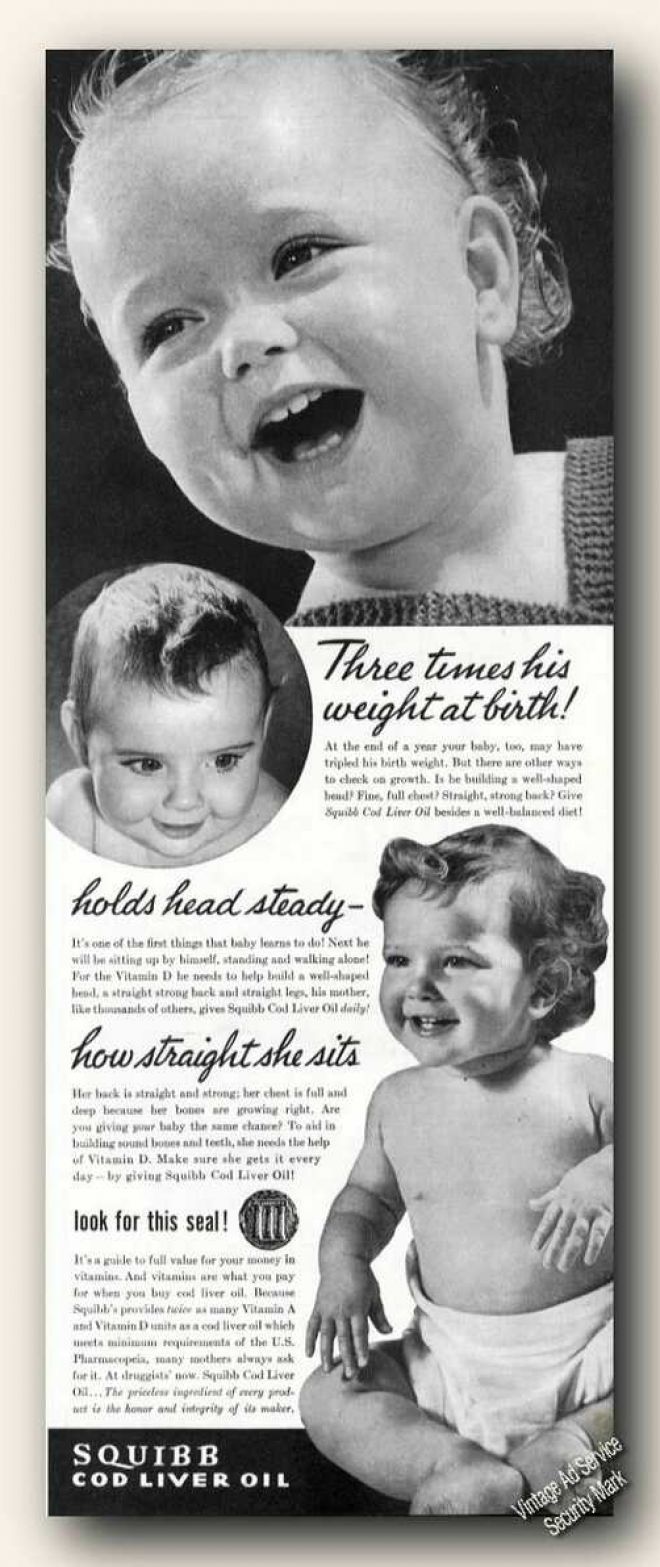 Three times his
weight at birth!
At the end of a year your baby, too, may have
tripled his birth weight. But there are other ways
to check on growth. Is he building a well-shaped
head? Fine, full chest? Straight, strong back? Give
Squibb Cod Liver Oil besides a well-balanced diet!
holds head steady–
It's one of the first things that baby learns to do! Next he
will be sitting up by himself, standing and walking alone!
For the Vitamin D he needs to help build a well-shaped
head, a straight strong back and straight legs, his mother,
like thousands of others, gives Squibb Cod Liver Oil daily!
how straight she sits
Her back is straight and strong; her chest is full and
deep because her bones are growing right. Are
you giving your baby the same chance? To aid in
building sound bones and teeth, she needs the help
of Vitamin D. Make sure she gets it every
day – by giving Squibb Cod Liver Oil!
look for this seal!
It's a guide to full value for your money in
vitamins. And vitamins are what you pay
for when you buy cod liver oil. Because
Squibb's provides twice as many Vitamin A
and Vitamin D units as a cod liver oil which
meets minimum requirements of the U.S.
Pharmacopeia, many mothers always ask
for it. At druggists' now. Squibb Cod Liver
Oil... The priceless ingredient of every prod-
uct is the honor and integrity of its maker.
SQUIBB
COD LIVER OIL
Vintage Ad Service
Security Mark